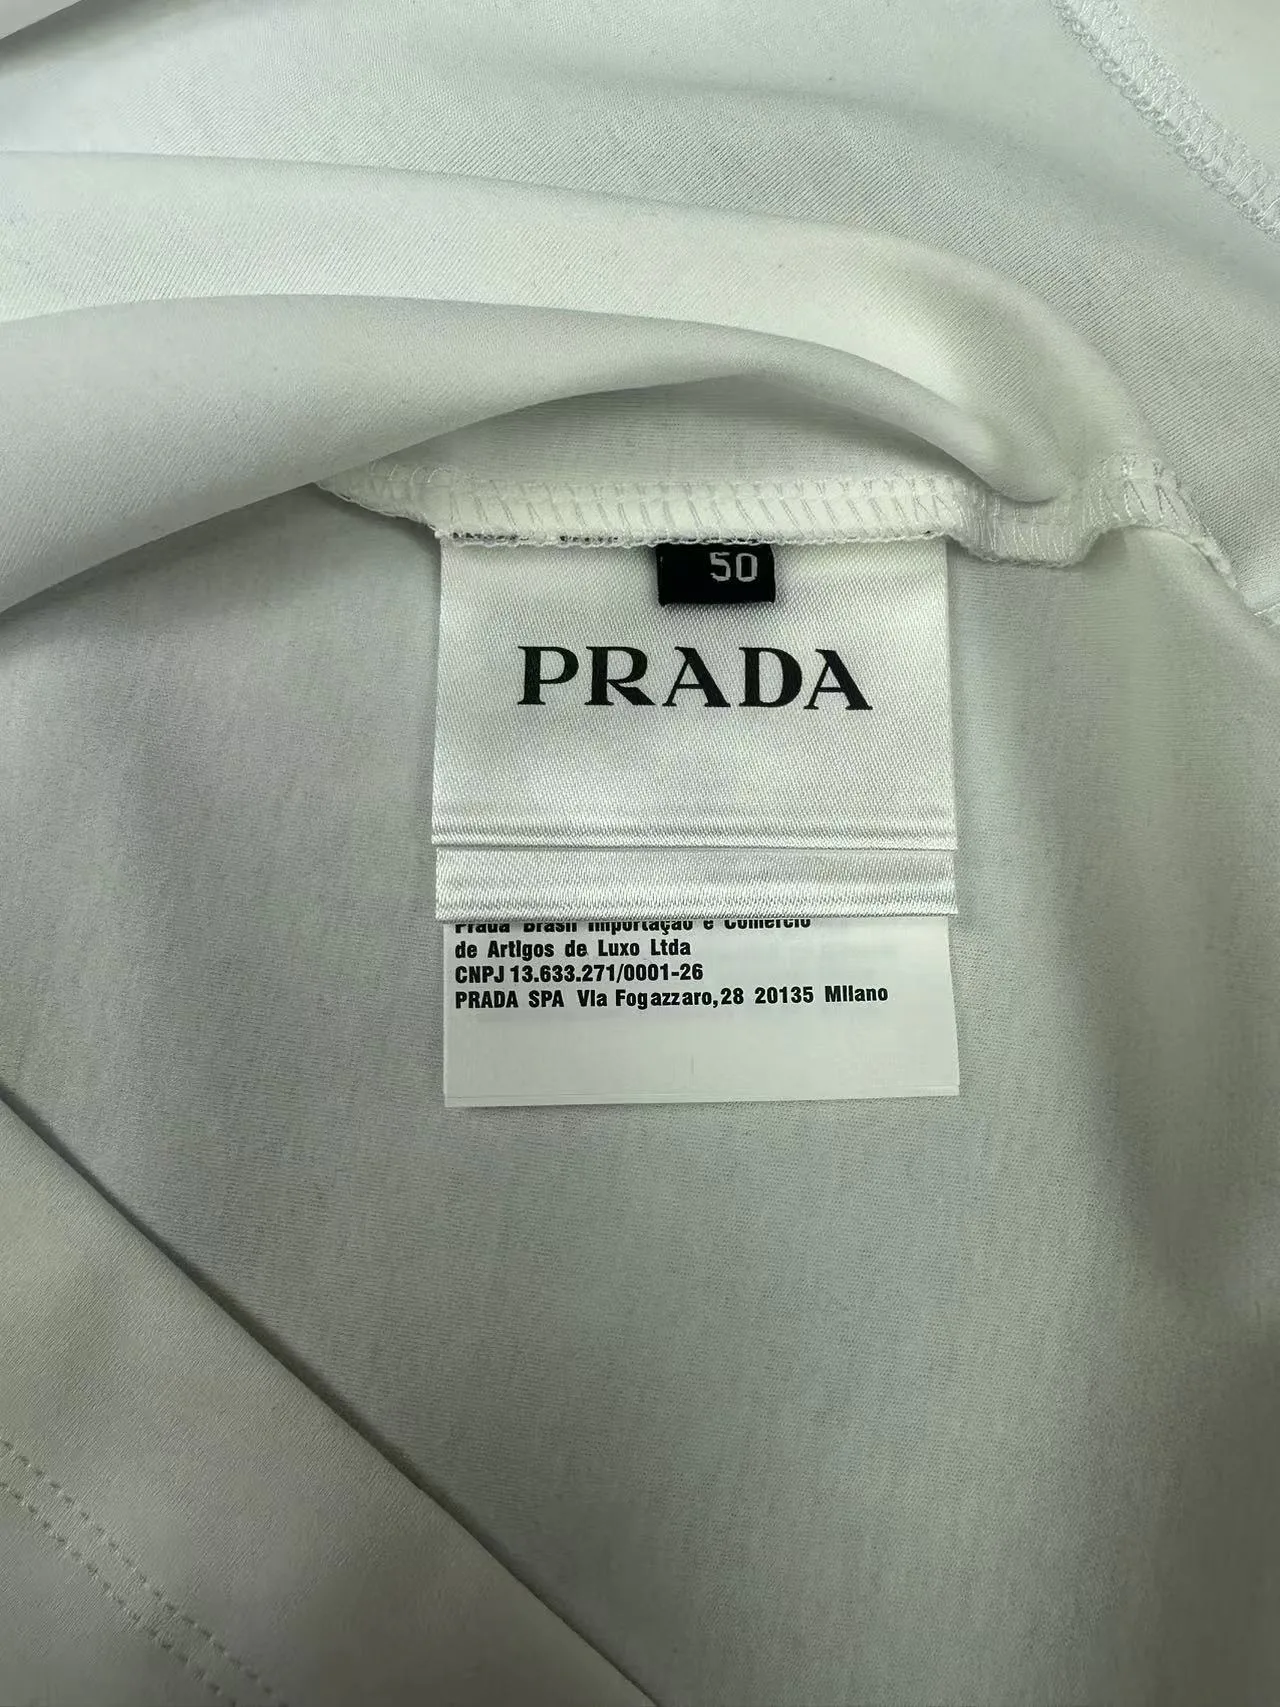 50
PRADA
Prada Brasil Importação e Comércio
de Artigos de Luxo Ltda
CNPJ 13.633.271/0001-26
PRADA SPA Via Fogazzaro,28 20135 Milano